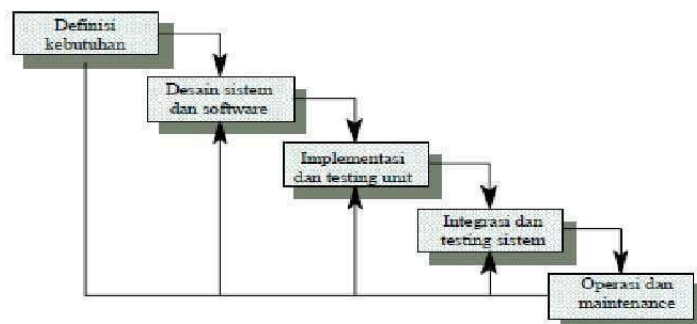 Definisi
kebutuhan
Desain sistem
dan software
Implementasi
dan testing unit
Integrasi dan
testing sistem
Operasi dan
maintenance